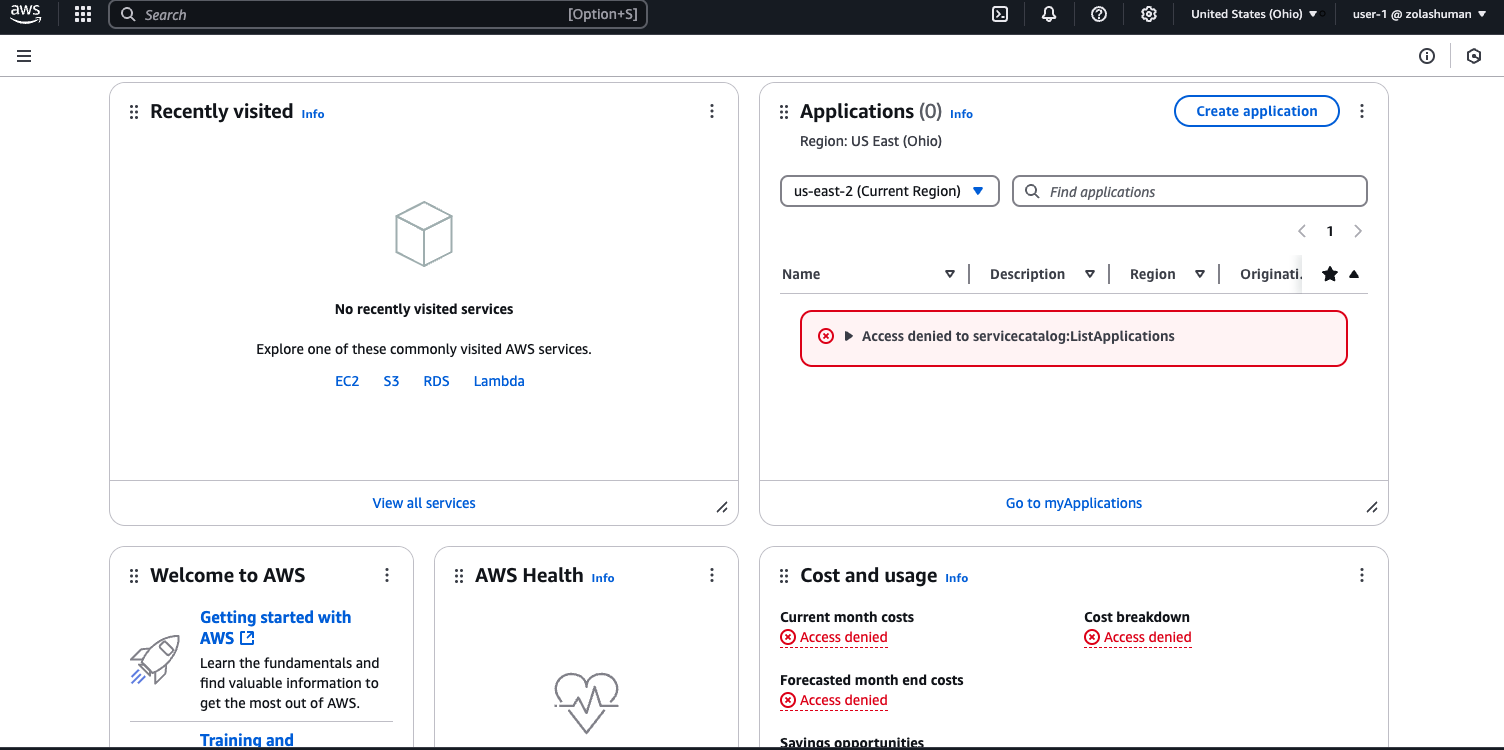 aws
Search [Option+S]
United States (Ohio)
user-1 @ zolashuman
Recently visited Info
No recently visited services
Explore one of these commonly visited AWS services.
EC2 S3 RDS Lambda
View all services
Applications (0) Info
Create application
Region: US East (Ohio)
us-east-2 (Current Region)
Find applications
1
Name Description Region Originati.
Access denied to servicecatalog:ListApplications
Go to myApplications
Welcome to AWS
Getting started with
AWS
Learn the fundamentals and
find valuable information to
get the most out of AWS.
Training and
AWS Health Info
Cost and usage Info
Current month costs
Access denied
Cost breakdown
Access denied
Forecasted month end costs
Access denied
Savings opportunities